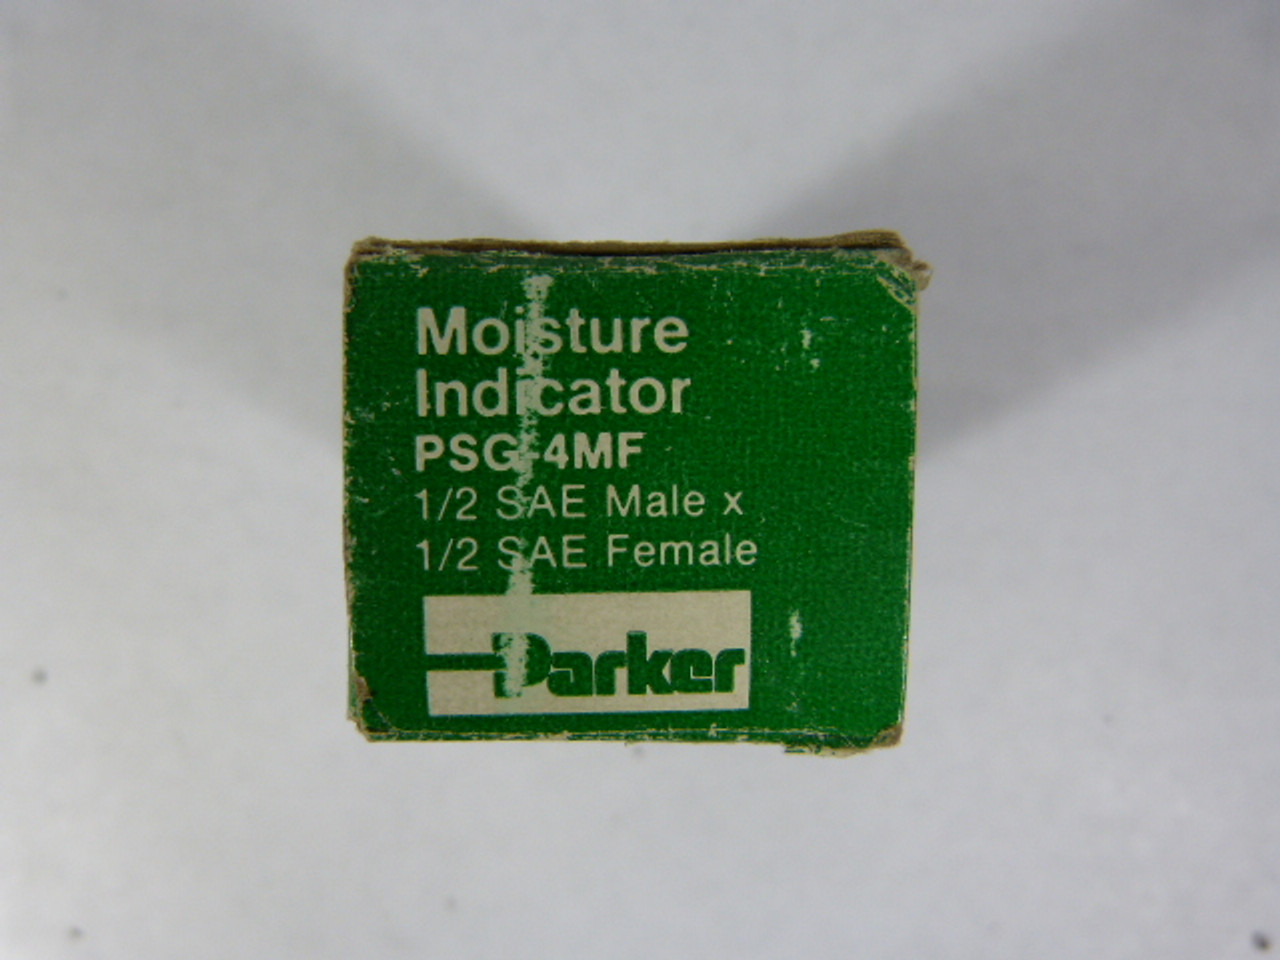 Moisture
Indicator
PSG-4MF
1/2 SAE Male x
1/2 SAE Female
Parker